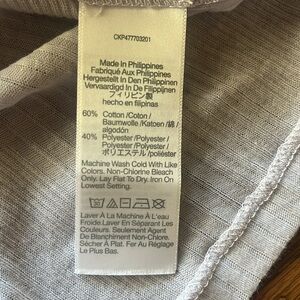 CKP477703201
Made In Philippines
Fabriqué Aux Philippines
Hergestellt In Den Philippinen
Vervaardigd In De Filippijnen
フィリピン製
hecho en filipinas
60% Cotton /Coton /
Baumwolle /Katoen /綿 /
algodón
40% Polyester /Polyester /
Polyester /Polyester /
ポリエステル /poliéster
Machine Wash Cold With Like
Colors. Non-Chlorine Bleach
Only. Lay Flat To Dry. Iron On
Lowest Setting.
Laver À La Machine À L'eau
Froide.Laver En Séparant Les
Couleurs. Seulement Agent
De Blanchiment Non-Chlore.
Sécher À Plat. Fer Au Réglage
Le Plus Bas.